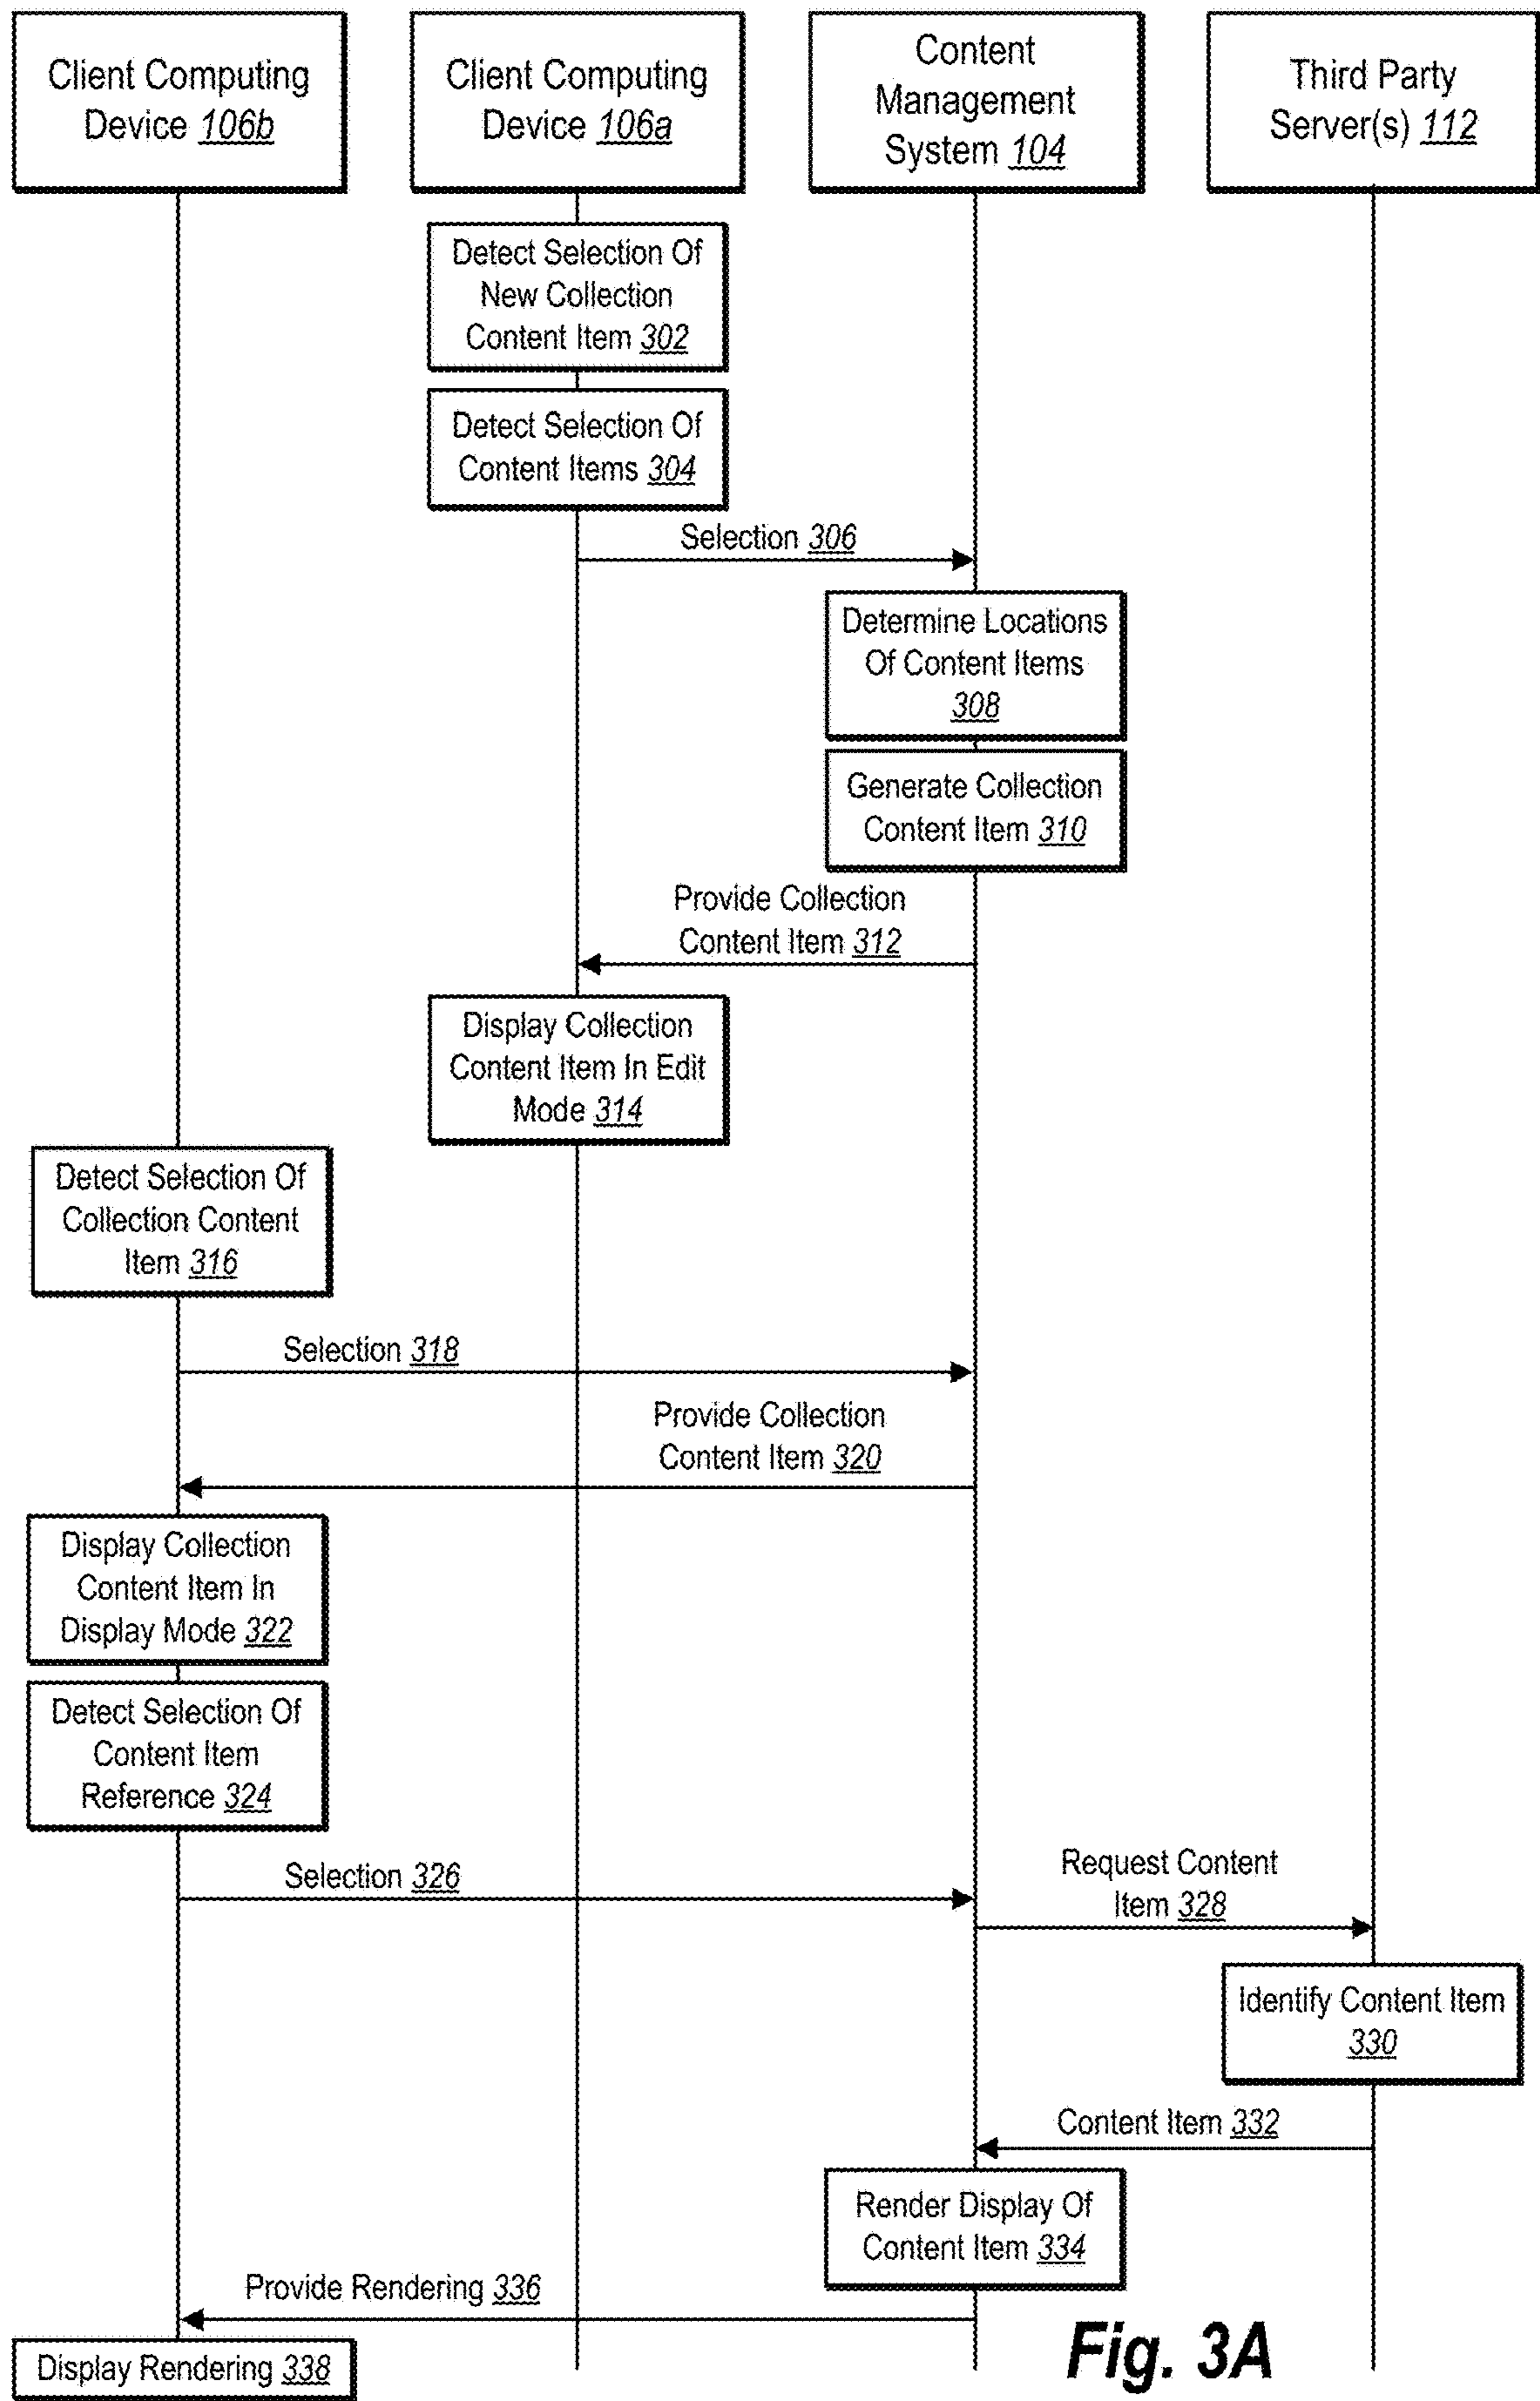 Client Computing
Device 106b
Client Computing
Device 106a
Content
Management
System 104
Third Party
Server(s) 112
Detect Selection Of
New Collection
Content Item 302
Detect Selection Of
Content Items 304
Selection 306
Determine Locations
Of Content Items
308
Generate Collection
Content Item 310
Provide Collection
Content Item 312
Display Collection
Content Item In Edit
Mode 314
Detect Selection Of
Collection Content
Item 316
Selection 318
Provide Collection
Content Item 320
Display Collection
Content Item In
Display Mode 322
Detect Selection Of
Content Item
Reference 324
Selection 326
Request Content
Item 328
Identify Content Item
330
Content Item 332
Render Display Of
Content Item 334
Provide Rendering 336
Display Rendering 338
Fig. 3A